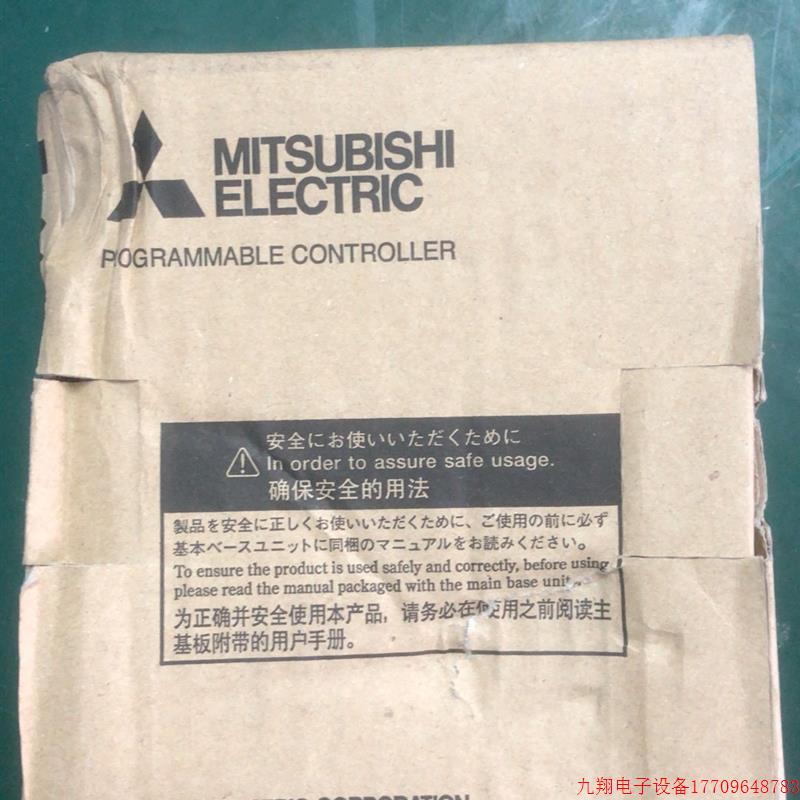 MITSUBISHI
ELECTRIC
PROGRAMMABLE CONTROLLER
安全にお使いいただくために
In order to assure safe usage.
确保安全的用法
製品を安全に正しくお使いいただくために、ご使用の前に必ず
基本ベースユニットに同梱のマニュアルをお読みください。
To ensure the product is used safely and correctly, before using
please read the manual packaged with the main base unit.
为正确并安全使用本产品，请务必在使用之前阅读主
基板附带的用户手册。
CORPORATION
九翔电子设备17709648783